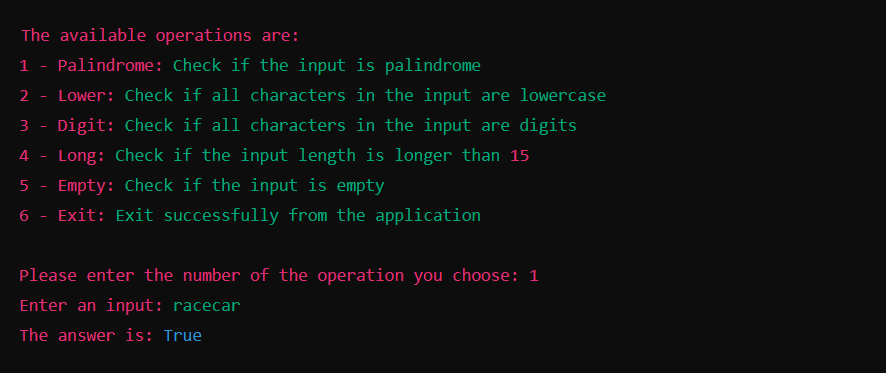 The available operations are:
1 - Palindrome: Check if the input is palindrome
2 - Lower: Check if all characters in the input are lowercase
3 - Digit: Check if all characters in the input are digits
4 - Long: Check if the input length is longer than 15
5 - Empty: Check if the input is empty
6 - Exit: Exit successfully from the application
Please enter the number of the operation you choose: 1
Enter an input: racecar
The answer is: True